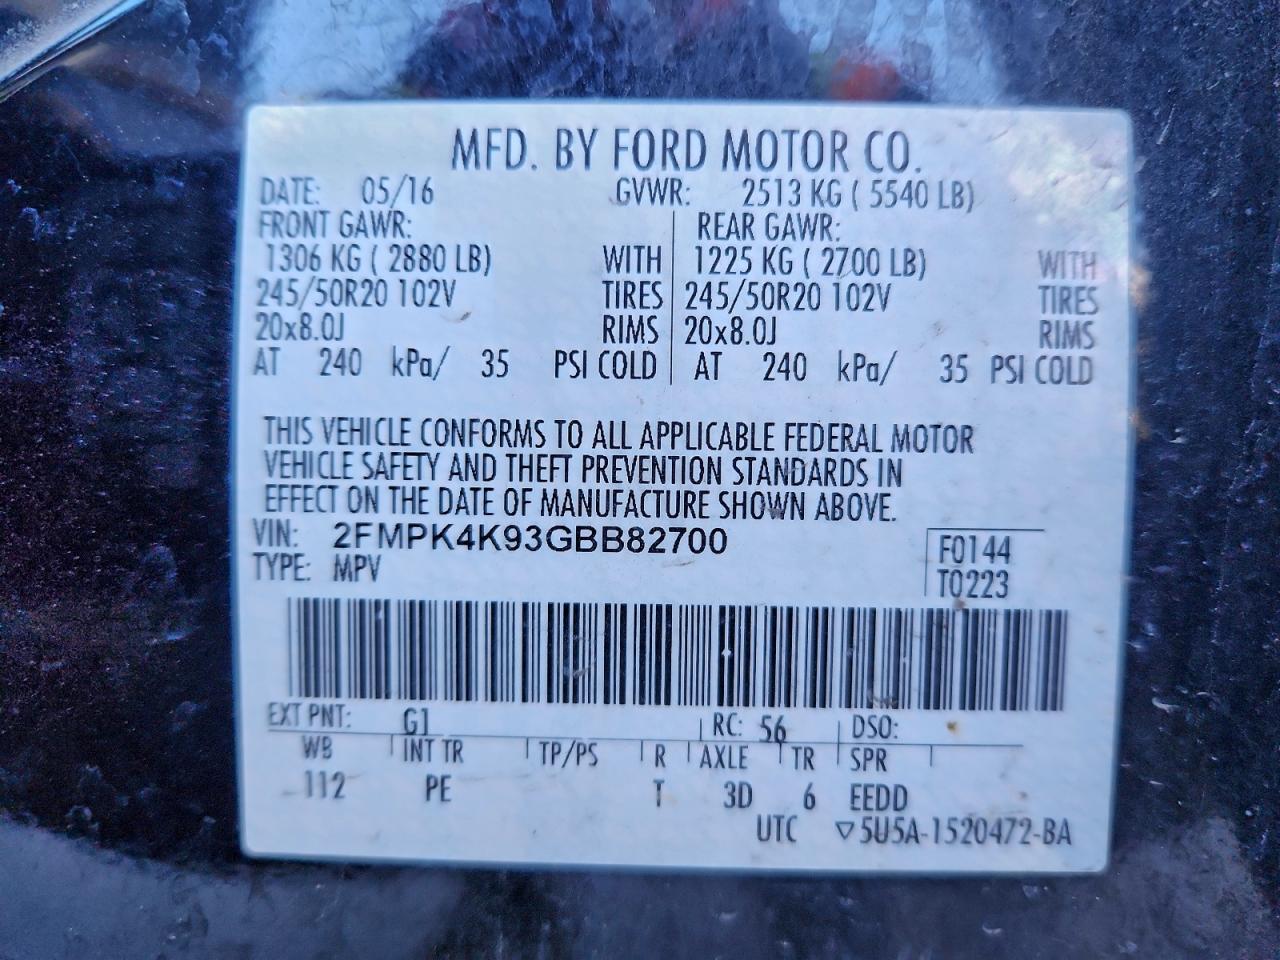 MFD. BY FORD MOTOR CO.
DATE: 05/16 GVWR: 2513 KG ( 5540 LB)
FRONT GAWR: REAR GAWR:
1306 KG ( 2880 LB) WITH 1225 KG ( 2700 LB) WITH
245/50R20 102V TIRES 245/50R20 102V TIRES
20x8.0J RIMS 20x8.0J RIMS
AT 240 kPa/ 35 PSI COLD AT 240 kPa/ 35 PSI COLD
THIS VEHICLE CONFORMS TO ALL APPLICABLE FEDERAL MOTOR
VEHICLE SAFETY AND THEFT PREVENTION STANDARDS IN
EFFECT ON THE DATE OF MANUFACTURE SHOWN ABOVE.
VIN: 2FMPK4K93GBB82700 F0144
TYPE: MPV T0223
EXT PNT: G1 RC: 56 DSO:
WB INT TR TP/PS R AXLE TR SPR
112 PE T 3D 6 EEDD
UTC ▽5U5A-1520472-BA